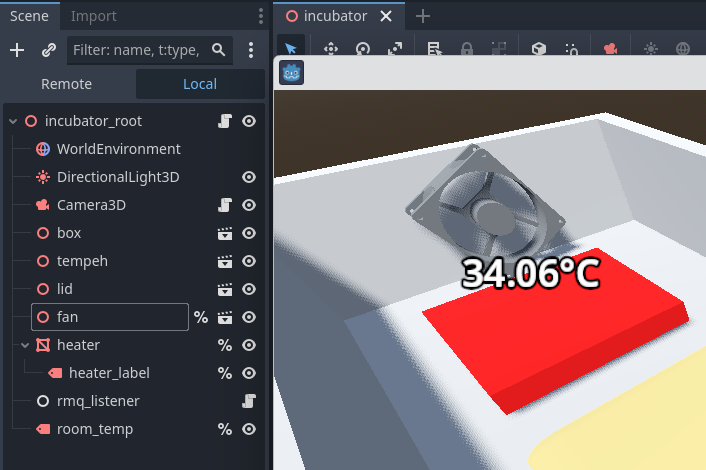 Scene Import
incubator
Filter: name, t:type,
Remote Local
incubator_root
WorldEnvironment
DirectionalLight3D
Camera3D
box
tempeh
lid
fan %
heater %
heater_label %
rmq_listener
room_temp %
34.06°C